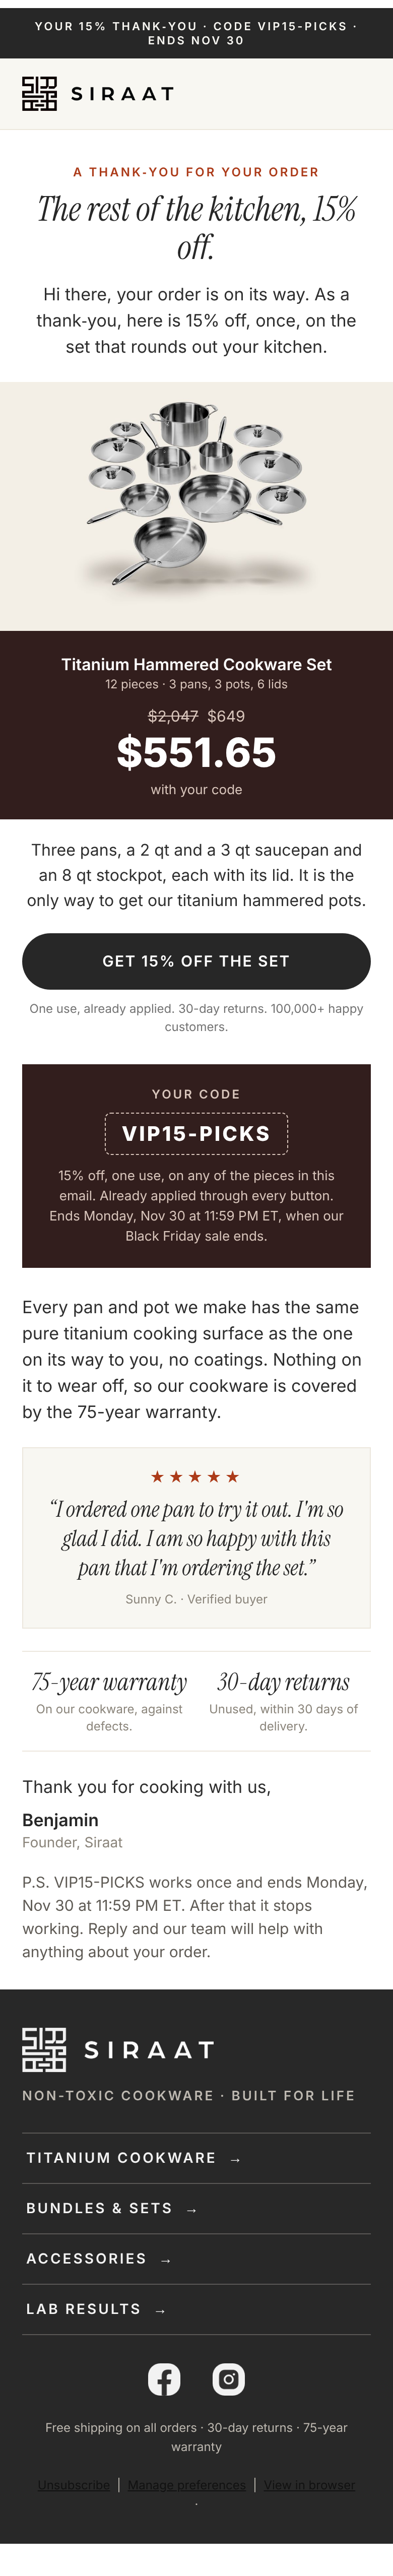 YOUR 15% THANK-YOU · CODE VIP15-PICKS ·
ENDS NOV 30
SIRAAT
A THANK-YOU FOR YOUR ORDER
The rest of the kitchen, 15%
off.
Hi there, your order is on its way. As a
thank-you, here is 15% off, once, on the
set that rounds out your kitchen.
Titanium Hammered Cookware Set
12 pieces · 3 pans, 3 pots, 6 lids
$2,047 $649
$551.65
with your code
Three pans, a 2 qt and a 3 qt saucepan and
an 8 qt stockpot, each with its lid. It is the
only way to get our titanium hammered pots.
GET 15% OFF THE SET
One use, already applied. 30-day returns. 100,000+ happy
customers.
YOUR CODE
VIP15-PICKS
15% off, one use, on any of the pieces in this
email. Already applied through every button.
Ends Monday, Nov 30 at 11:59 PM ET, when our
Black Friday sale ends.
Every pan and pot we make has the same
pure titanium cooking surface as the one
on its way to you, no coatings. Nothing on
it to wear off, so our cookware is covered
by the 75-year warranty.
★★★★★
“I ordered one pan to try it out. I'm so
glad I did. I am so happy with this
pan that I'm ordering the set.”
Sunny C. · Verified buyer
75-year warranty 30-day returns
On our cookware, against Unused, within 30 days of
defects. delivery.
Thank you for cooking with us,
Benjamin
Founder, Siraat
P.S. VIP15-PICKS works once and ends Monday,
Nov 30 at 11:59 PM ET. After that it stops
working. Reply and our team will help with
anything about your order.
SIRAAT
NON-TOXIC COOKWARE · BUILT FOR LIFE
TITANIUM COOKWARE →
BUNDLES & SETS →
ACCESSORIES →
LAB RESULTS →
Free shipping on all orders · 30-day returns · 75-year
warranty
Unsubscribe | Manage preferences | View in browser
.